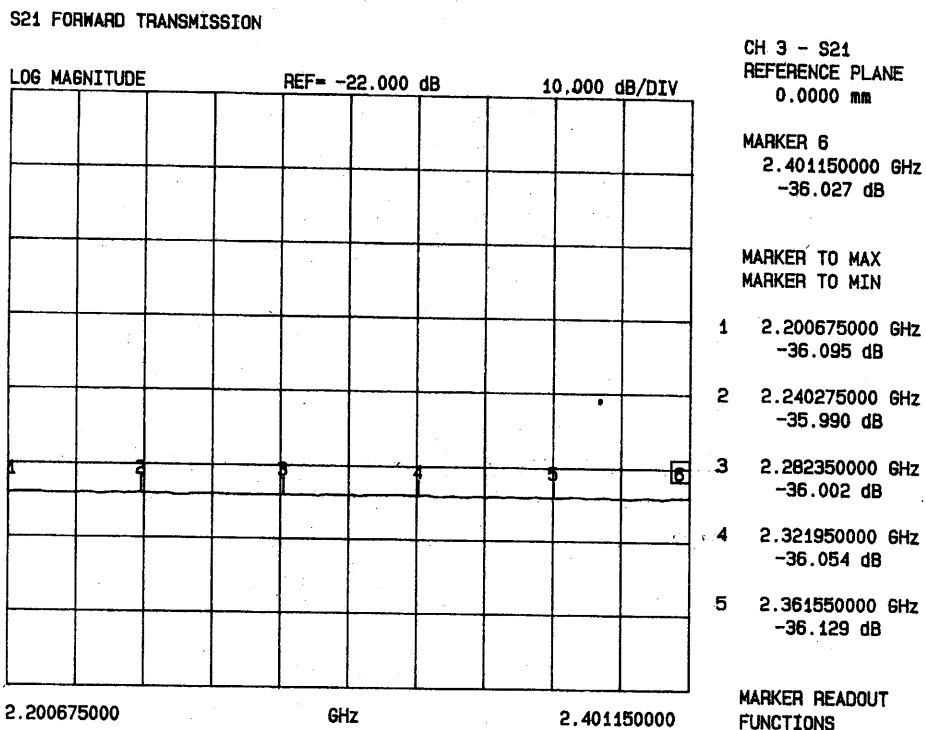 S21 FORWARD TRANSMISSION
LOG MAGNITUDE REF= -22.000 dB 10.000 dB/DIV
1 2 3 4 5 6
2.200675000 GHz 2.401150000
CH 3 - S21
REFERENCE PLANE
0.0000 mm
MARKER 6
2.401150000 GHz
-36.027 dB
MARKER TO MAX
MARKER TO MIN
1 2.200675000 GHz
-36.095 dB
2 2.240275000 GHz
-35.990 dB
3 2.282350000 GHz
-36.002 dB
4 2.321950000 GHz
-36.054 dB
5 2.361550000 GHz
-36.129 dB
MARKER READOUT
FUNCTIONS